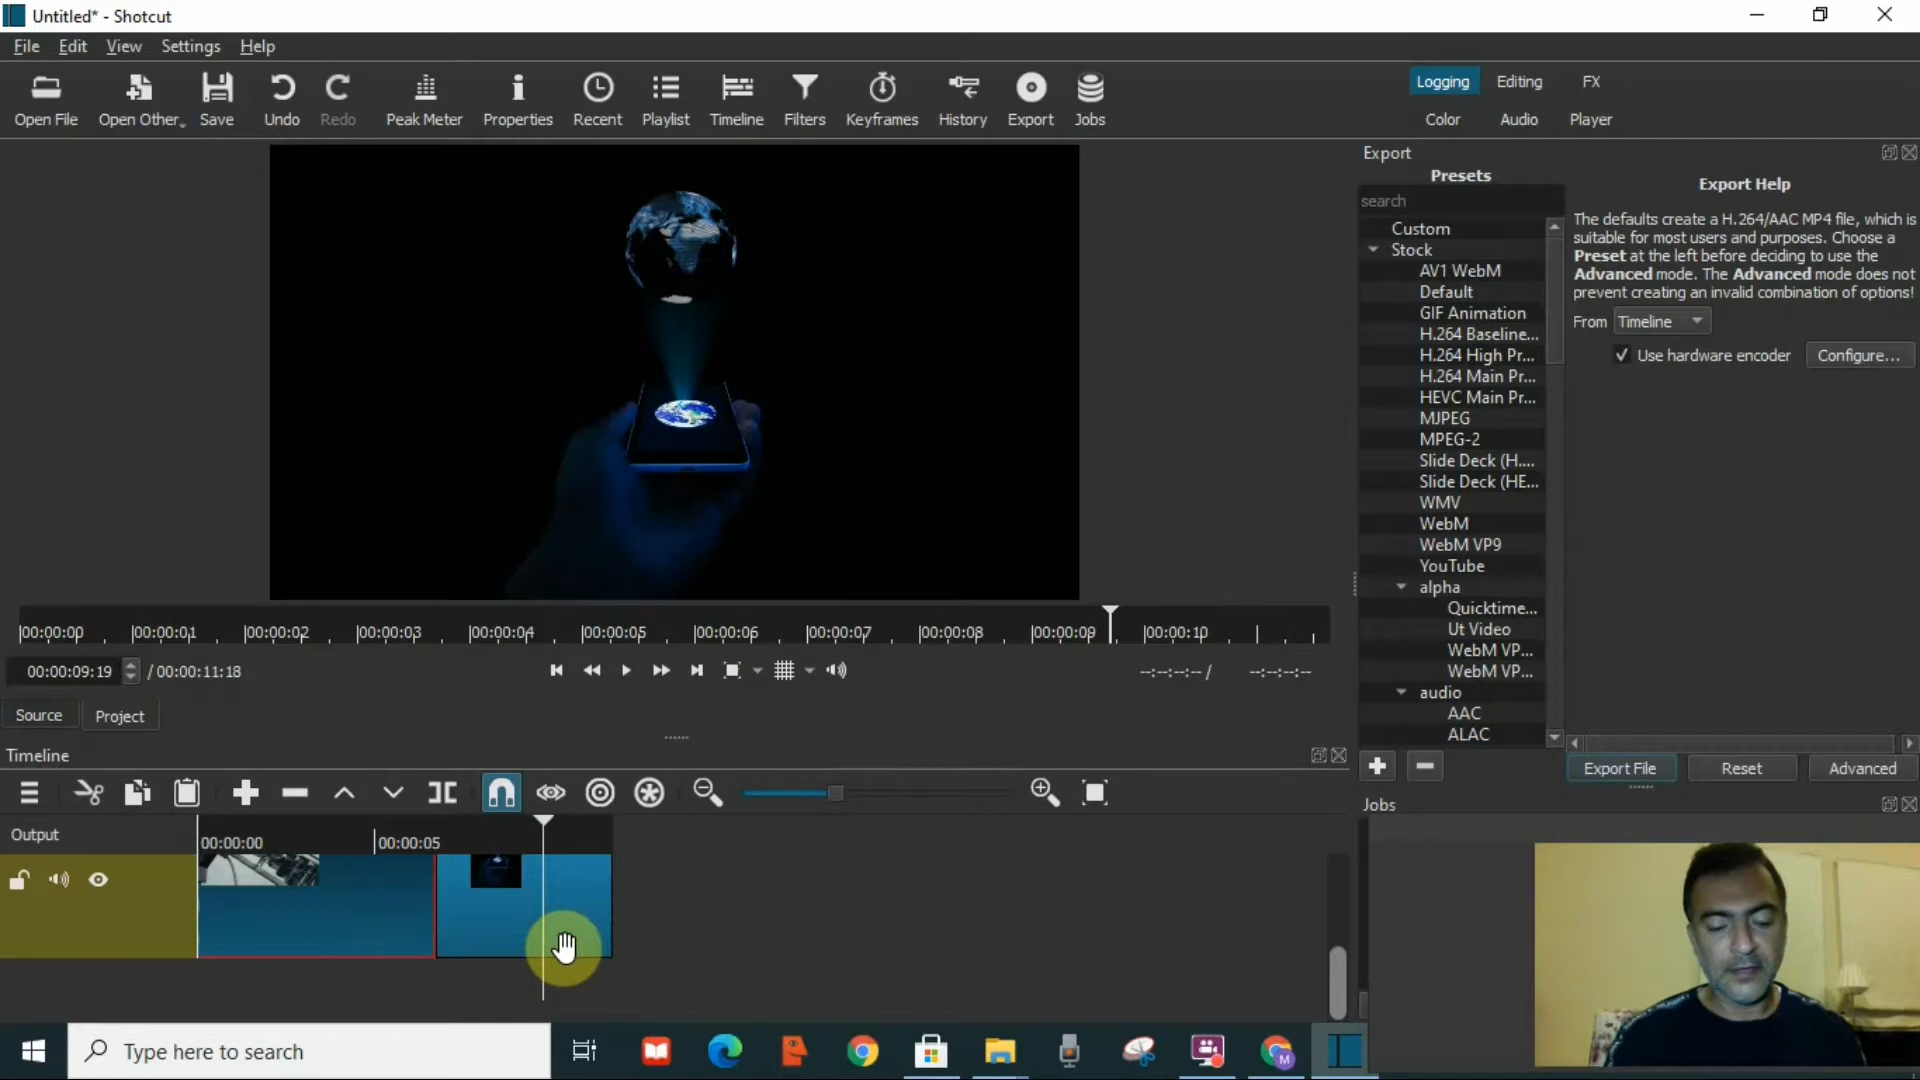 Untitled* - Shotcut
File Edit View Settings Help
Open File Open Other Save Undo Redo Peak Meter Properties Recent Playlist Timeline Filters Keyframes History Export Jobs
Logging Editing FX
Color Audio Player
Export
Presets
search
Custom
Stock
AV1 WebM
Default
GIF Animation
H.264 Baseline...
H.264 High Pr...
H.264 Main Pr...
HEVC Main Pr...
MJPEG
MPEG-2
Slide Deck (H....
Slide Deck (HE...
WMV
WebM
WebM VP9
YouTube
alpha
Quicktime...
Ut Video
WebM VP...
WebM VP...
audio
AAC
ALAC
Export Help
The defaults create a H.264/AAC MP4 file, which is
suitable for most users and purposes. Choose a
Preset at the left before deciding to use the
Advanced mode. The Advanced mode does not
prevent creating an invalid combination of options!
From Timeline
Use hardware encoder Configure...
Export File Reset Advanced
Jobs
00:00:00 00:00:01 00:00:02 00:00:03 00:00:04 00:00:05 00:00:06 00:00:07 00:00:08 00:00:09 00:00:10
00:00:09:19 / 00:00:11:18 --:--:--:-- / --:--:--:--
Source Project
Timeline
Output
00:00:00 00:00:05
Type here to search